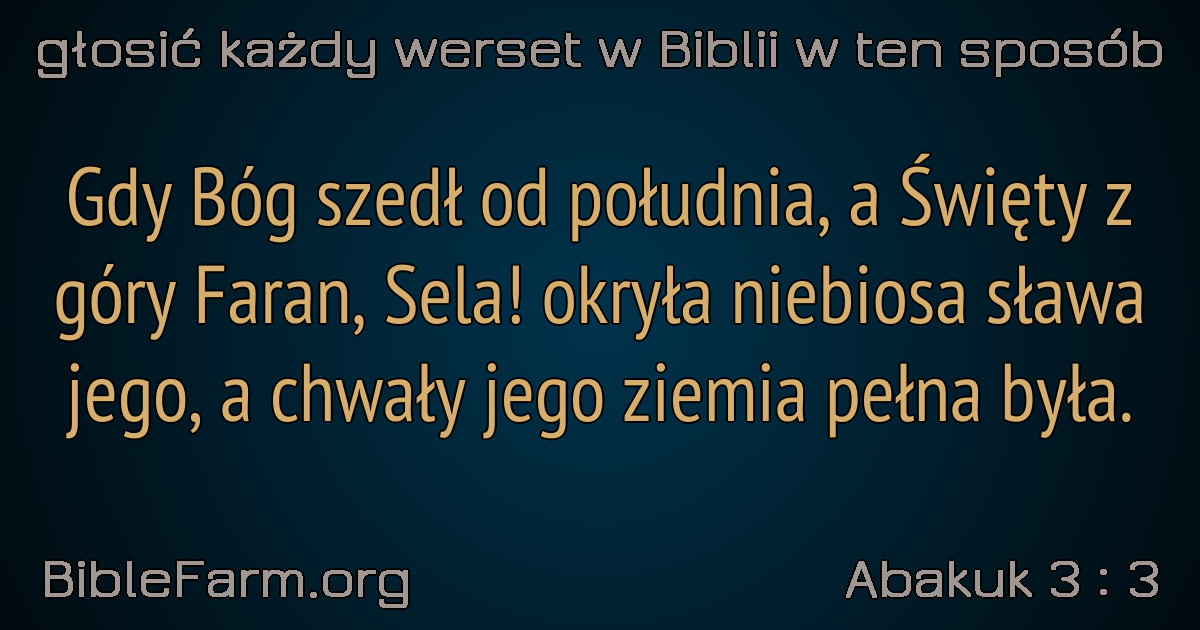 głosić każdy werset w Biblii w ten sposób
Gdy Bóg szedł od południa, a Święty z
góry Faran, Sela! okryła niebiosa sława
jego, a chwały jego ziemia pełna była.
BibleFarm.org
Abakuk 3 : 3